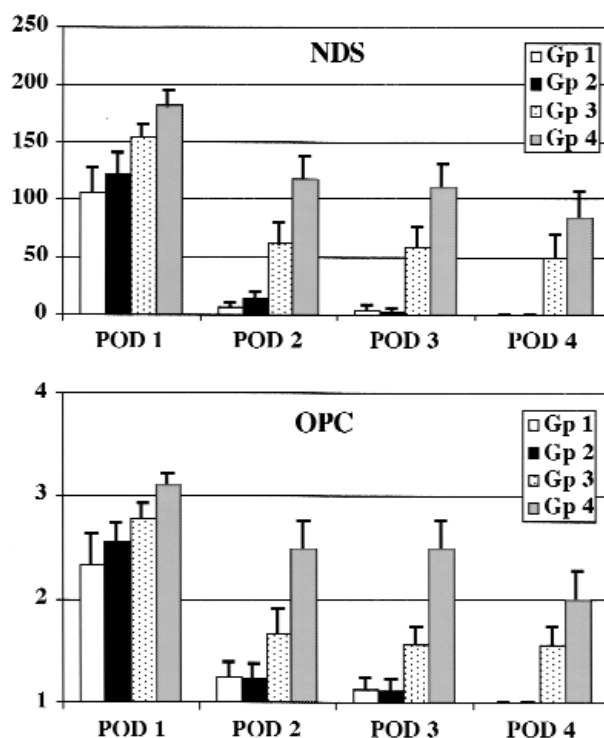 250
NDS
Gp 1
Gp 2
Gp 3
Gp 4
200
150
100
50
0
POD 1 POD 2 POD 3 POD 4
4
OPC
Gp 1
Gp 2
Gp 3
Gp 4
3
2
1
POD 1 POD 2 POD 3 POD 4